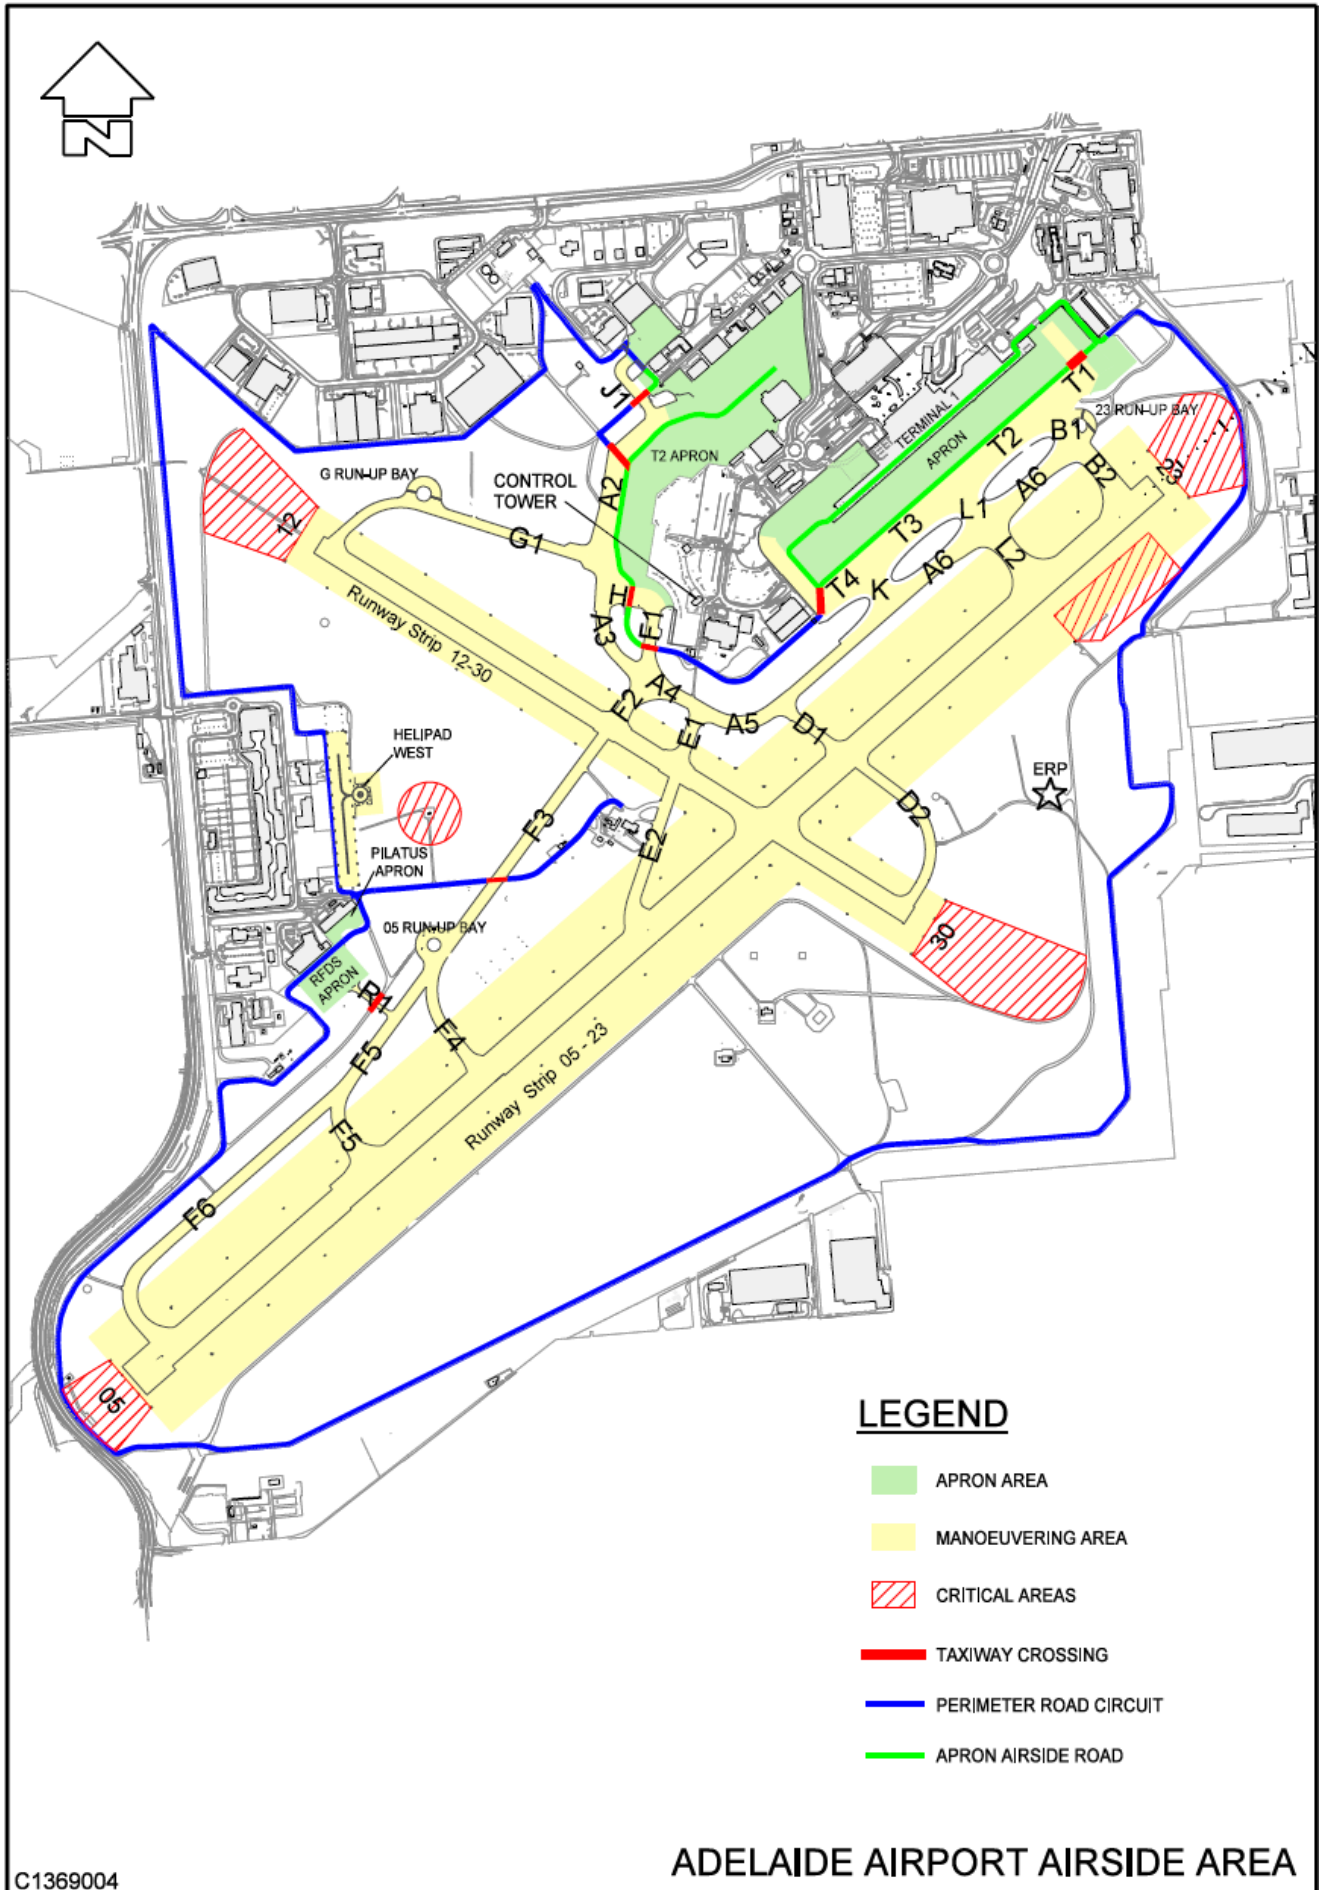 N
J1
TERMINAL 1
T1
23 RUN-UP BAY
B1
T2 APRON
APRON
T2
G RUN-UP BAY
CONTROL
TOWER
A2
A6
B2
23
L1
12
G1
T3
L2
A6
T4
K
H
Runway Strip 12-30
A3
F1
A4
F2
E1
A5
D1
HELIPAD
WEST
ERP
F3
E2
D2
PILATUS
APRON
05 RUN-UP BAY
30
RFDS
APRON
R1
F4
F5
Runway Strip 05 - 23
F5
F6
05
LEGEND
APRON AREA
MANOEUVERING AREA
CRITICAL AREAS
TAXIWAY CROSSING
PERIMETER ROAD CIRCUIT
APRON AIRSIDE ROAD
ADELAIDE AIRPORT AIRSIDE AREA
C1369004